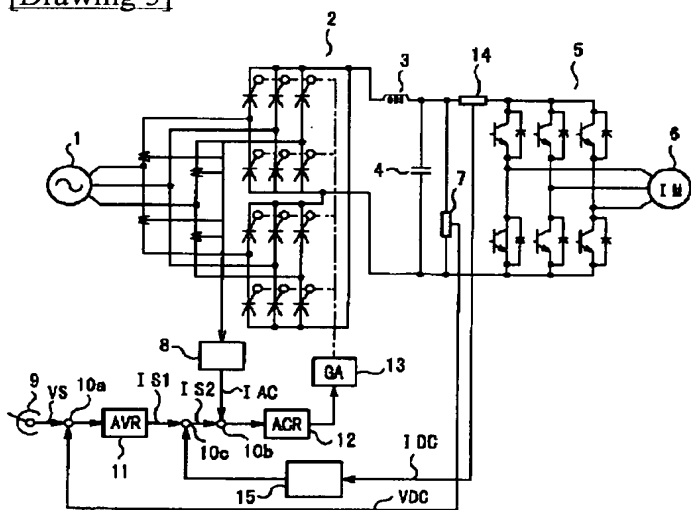 [Drawing 3]
2
3
14
5
1
4
7
6
IM
8
13
GA
9
VS
10a
IS1
IS2
IAC
AVR
ACR
11
10c
10b
12
IDC
15
VDC